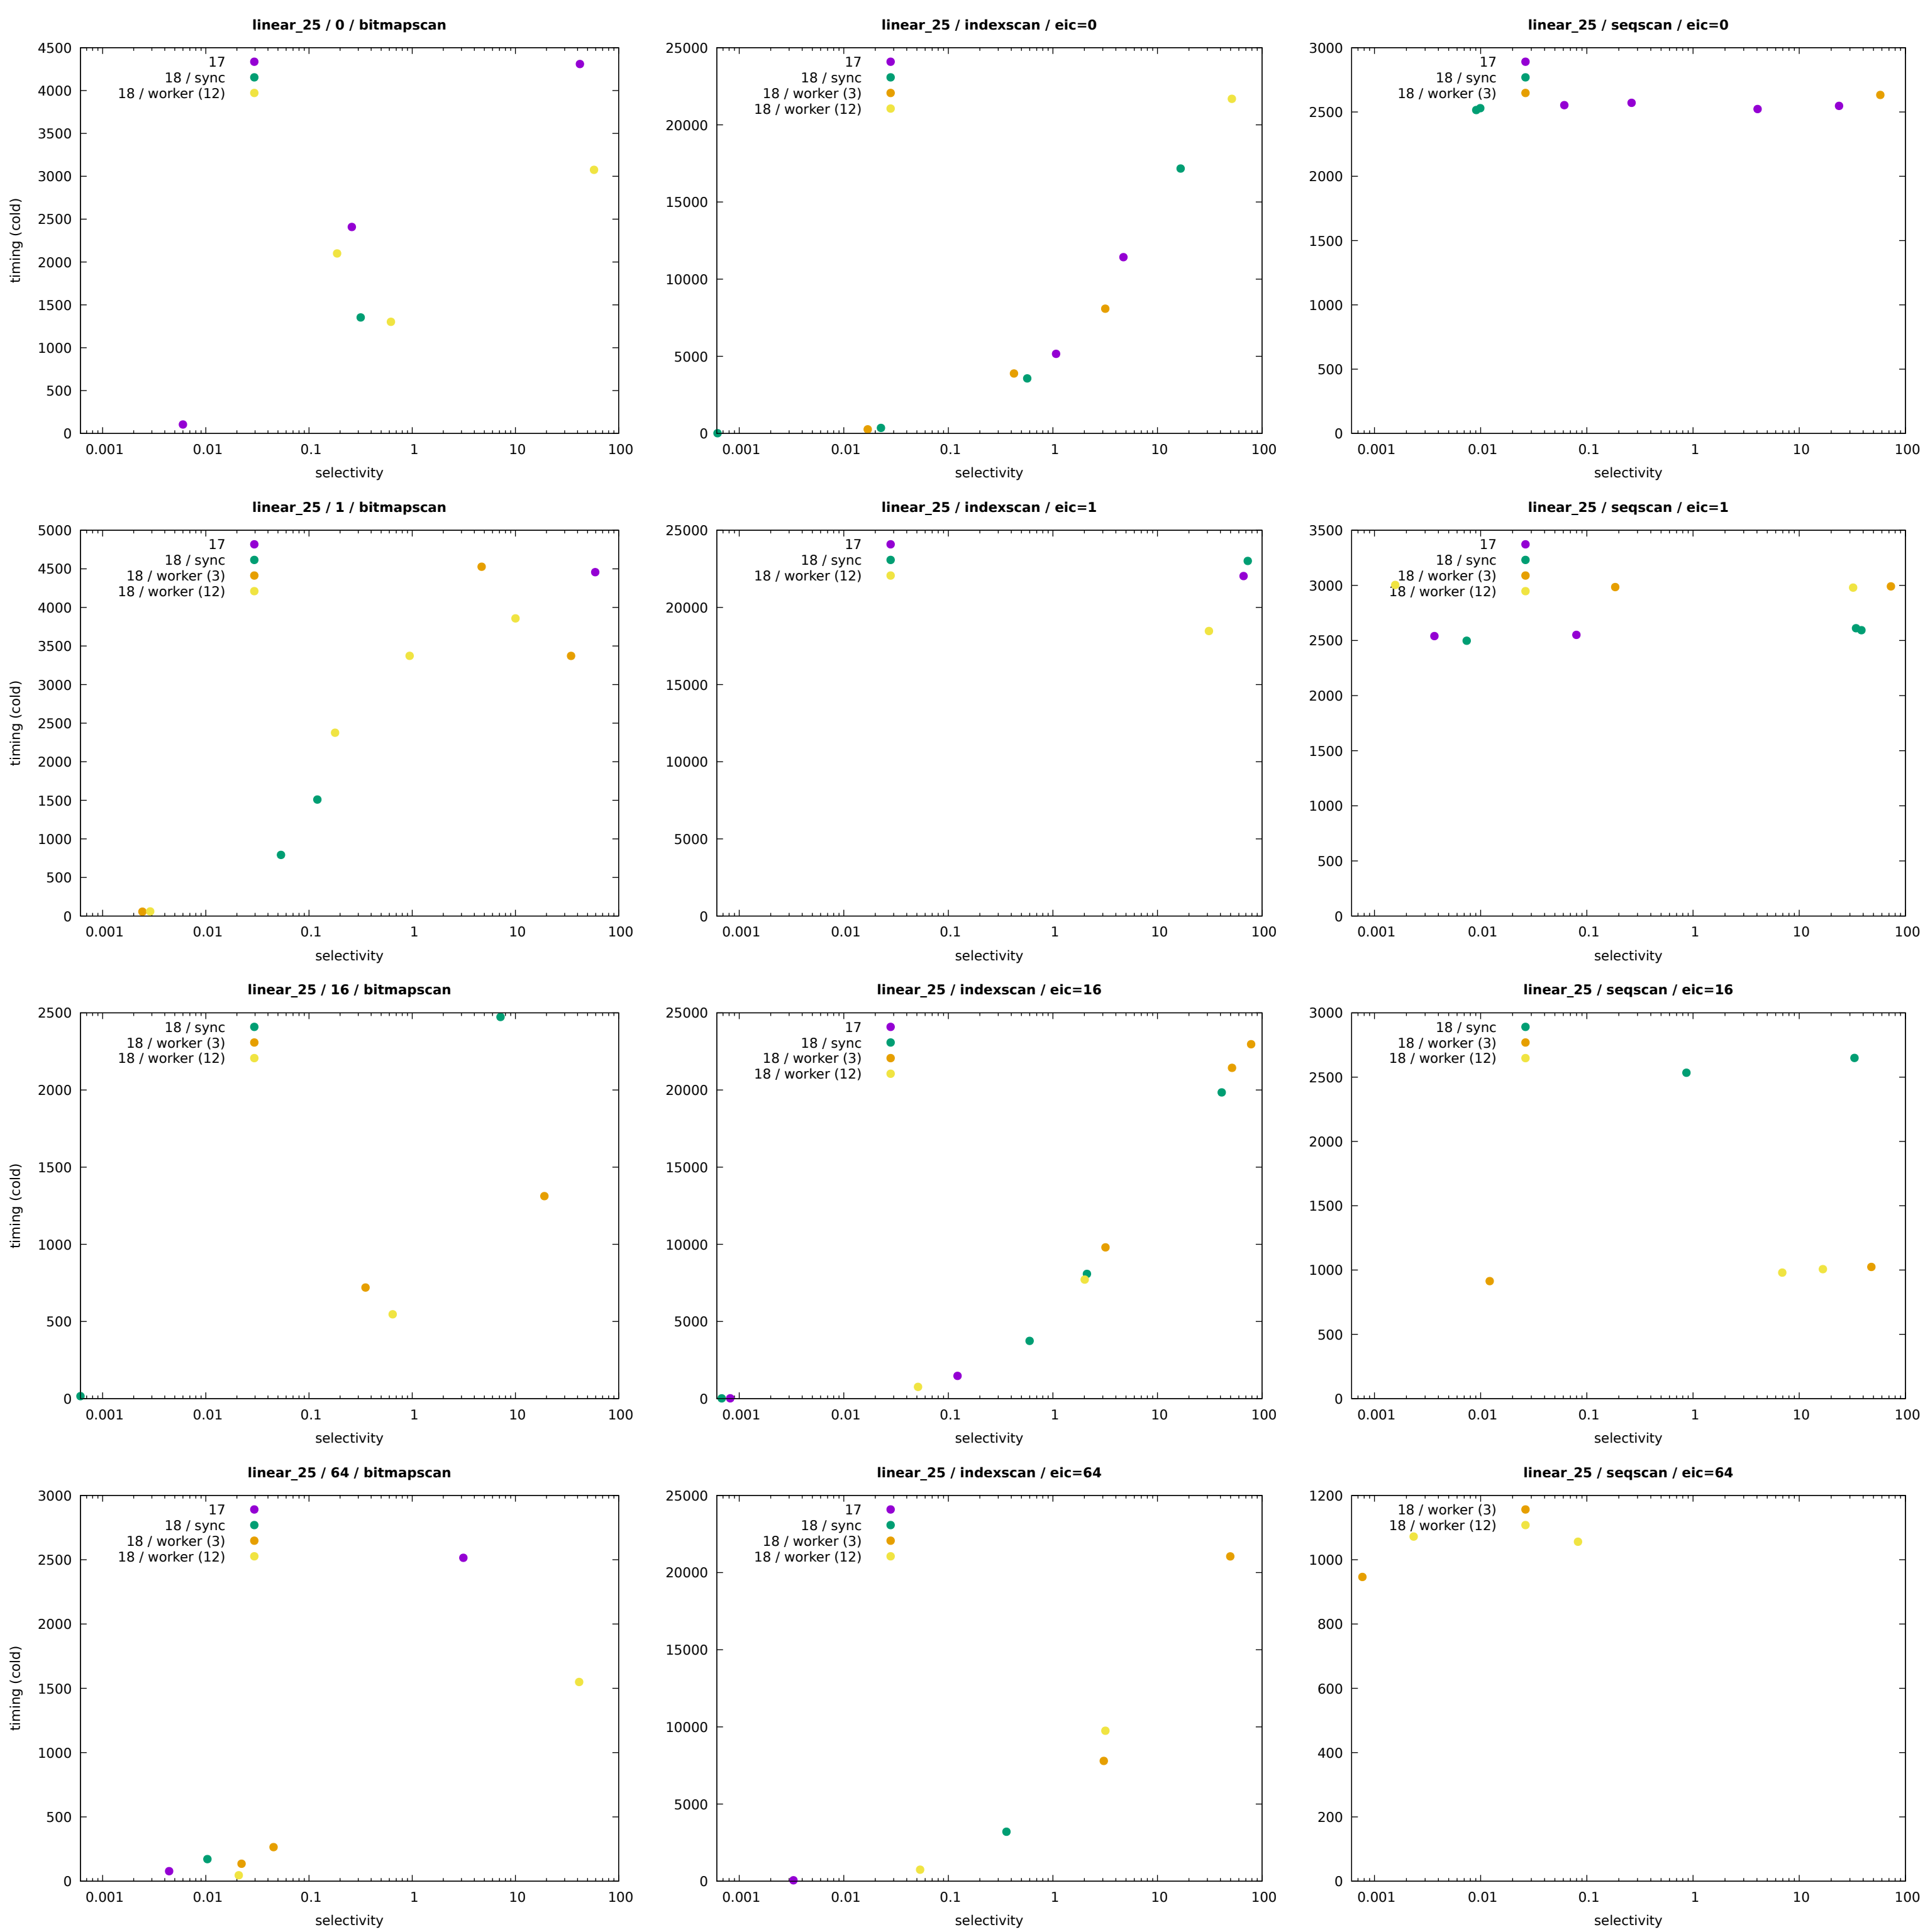 linear_25 / 0 / bitmapscan
4500
4000
3500
3000
2500
2000
1500
1000
500
0
timing (cold)
17
18 / sync
18 / worker (12)
0.001 0.01 0.1 1 10 100
selectivity
linear_25 / indexscan / eic=0
25000
20000
15000
10000
5000
0
17
18 / sync
18 / worker (3)
18 / worker (12)
0.001 0.01 0.1 1 10 100
selectivity
linear_25 / seqscan / eic=0
3000
2500
2000
1500
1000
500
0
17
18 / sync
18 / worker (3)
0.001 0.01 0.1 1 10 100
selectivity
linear_25 / 1 / bitmapscan
5000
4500
4000
3500
3000
2500
2000
1500
1000
500
0
timing (cold)
17
18 / sync
18 / worker (3)
18 / worker (12)
0.001 0.01 0.1 1 10 100
selectivity
linear_25 / indexscan / eic=1
25000
20000
15000
10000
5000
0
17
18 / sync
18 / worker (12)
0.001 0.01 0.1 1 10 100
selectivity
linear_25 / seqscan / eic=1
3500
3000
2500
2000
1500
1000
500
0
17
18 / sync
18 / worker (3)
18 / worker (12)
0.001 0.01 0.1 1 10 100
selectivity
linear_25 / 16 / bitmapscan
2500
2000
1500
1000
500
0
timing (cold)
18 / sync
18 / worker (3)
18 / worker (12)
0.001 0.01 0.1 1 10 100
selectivity
linear_25 / indexscan / eic=16
25000
20000
15000
10000
5000
0
17
18 / sync
18 / worker (3)
18 / worker (12)
0.001 0.01 0.1 1 10 100
selectivity
linear_25 / seqscan / eic=16
3000
2500
2000
1500
1000
500
0
18 / sync
18 / worker (3)
18 / worker (12)
0.001 0.01 0.1 1 10 100
selectivity
linear_25 / 64 / bitmapscan
3000
2500
2000
1500
1000
500
0
timing (cold)
17
18 / sync
18 / worker (3)
18 / worker (12)
0.001 0.01 0.1 1 10 100
selectivity
linear_25 / indexscan / eic=64
25000
20000
15000
10000
5000
0
17
18 / sync
18 / worker (3)
18 / worker (12)
0.001 0.01 0.1 1 10 100
selectivity
linear_25 / seqscan / eic=64
1200
1000
800
600
400
200
0
18 / worker (3)
18 / worker (12)
0.001 0.01 0.1 1 10 100
selectivity